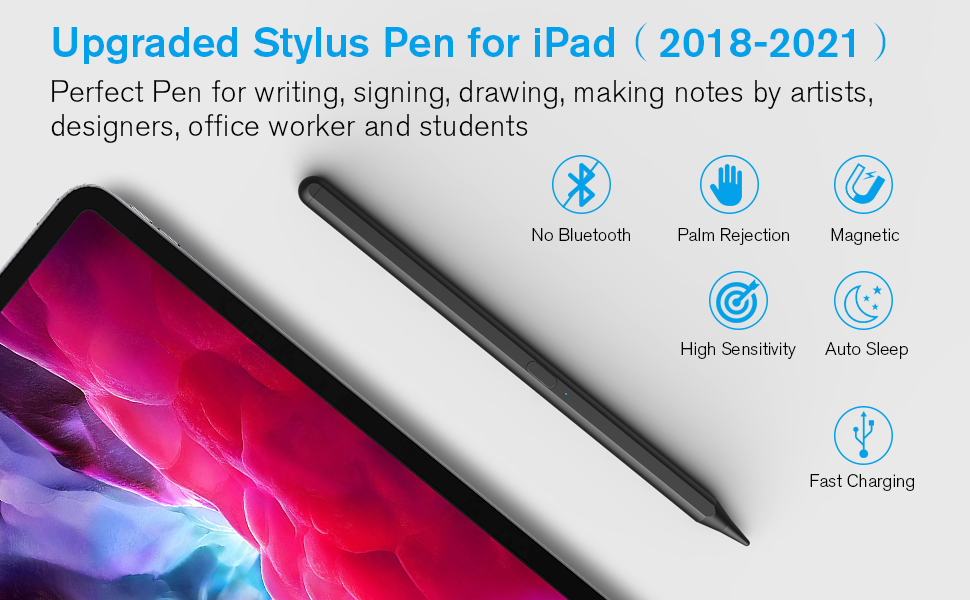 Upgraded Stylus Pen for iPad ( 2018-2021 )
Perfect Pen for writing, signing, drawing, making notes by artists,
designers, office worker and students
No Bluetooth
Palm Rejection
Magnetic
High Sensitivity
Auto Sleep
Fast Charging